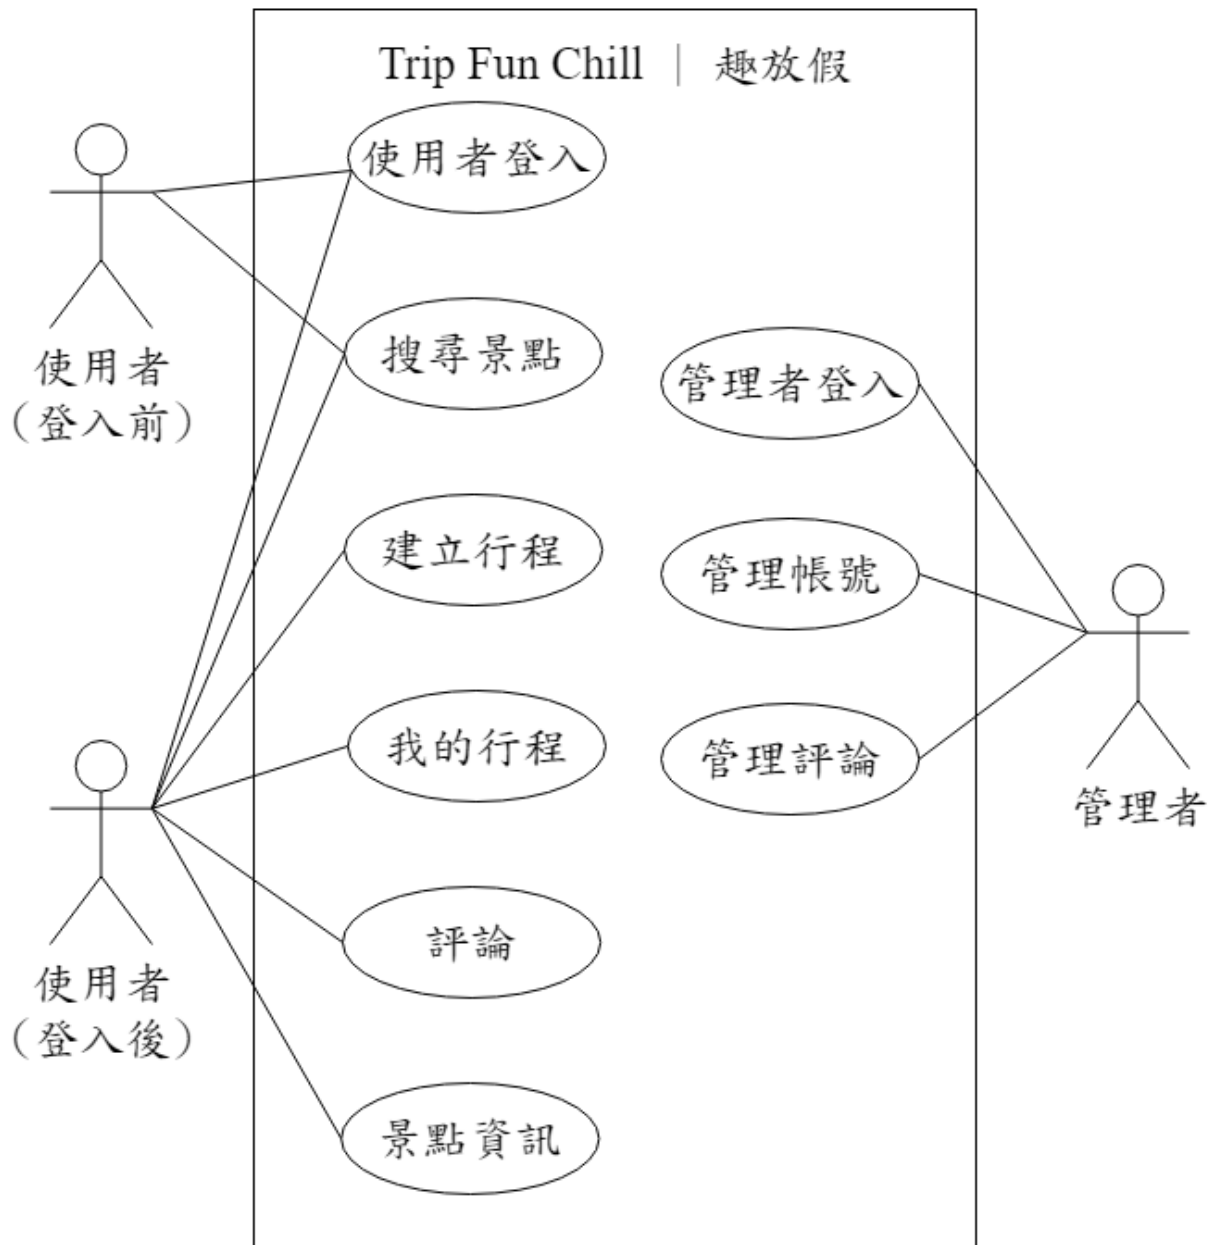 Trip Fun Chill | 趣放假
使用者登入
搜尋景點
建立行程
我的行程
評論
景點資訊
管理者登入
管理帳號
管理評論
使用者
(登入前)
使用者
(登入後)
管理者